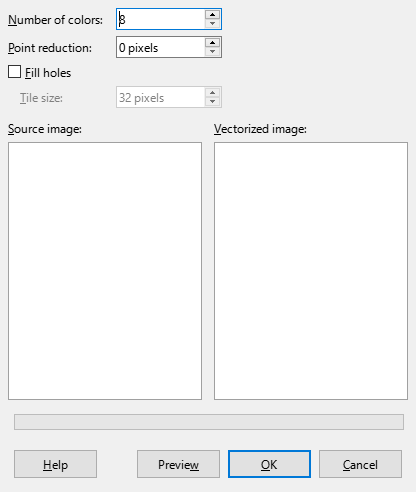 Number of colors: 8
Point reduction: 0 pixels
Fill holes
Tile size: 32 pixels
Source image: Vectorized image:
Help Preview OK Cancel